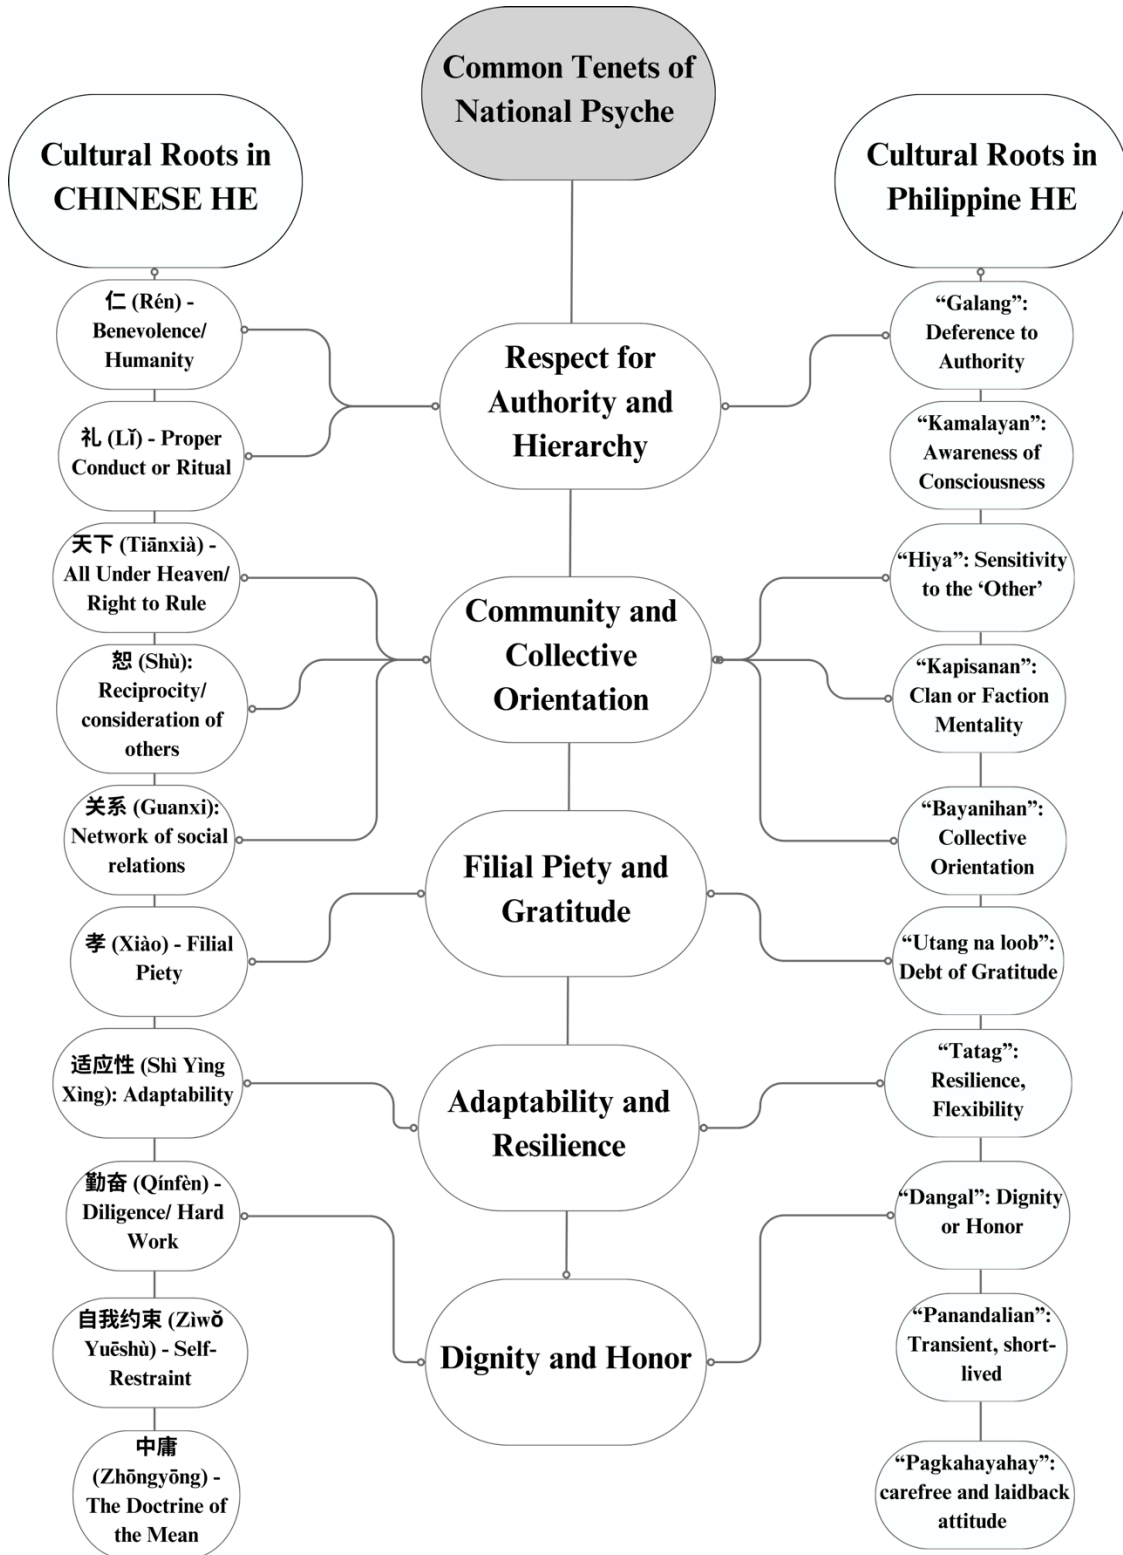 Common Tenets of
National Psyche
Cultural Roots in
CHINESE HE
仁 (Rén) -
Benevolence/
Humanity
礼 (Lǐ) - Proper
Conduct or Ritual
天下 (Tiānxià) -
All Under Heaven/
Right to Rule
恕 (Shù):
Reciprocity/
consideration of
others
关系 (Guanxi):
Network of social
relations
孝 (Xiào) - Filial
Piety
适应性 (Shì Yìng
Xìng): Adaptability
勤奋 (Qínfèn) -
Diligence/ Hard
Work
自我约束 (Zìwǒ
Yuēshù) - Self-
Restraint
中庸
(Zhōngyōng) -
The Doctrine of
the Mean
Respect for
Authority and
Hierarchy
Community and
Collective
Orientation
Filial Piety and
Gratitude
Adaptability and
Resilience
Dignity and Honor
Cultural Roots in
Philippine HE
“Galang”:
Deference to
Authority
“Kamalayan”:
Awareness of
Consciousness
“Hiya”: Sensitivity
to the ‘Other’
“Kapisanan”:
Clan or Faction
Mentality
“Bayanihan”:
Collective
Orientation
“Utang na loob”:
Debt of Gratitude
“Tatag”:
Resilience,
Flexibility
“Dangal”: Dignity
or Honor
“Panandalian”:
Transient, short-
lived
“Pagkahayahay”:
carefree and laidback
attitude